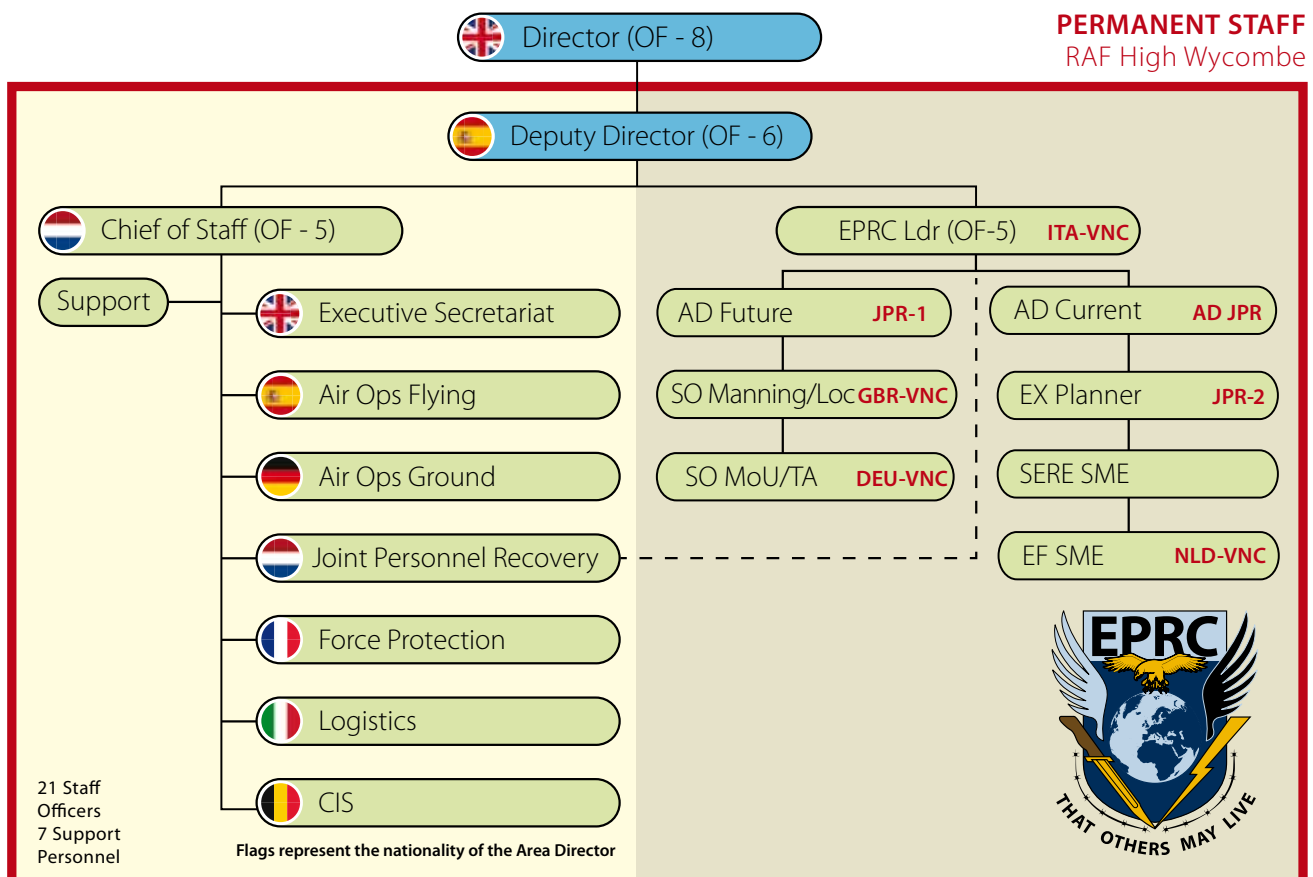 Director (OF - 8)
PERMANENT STAFF
RAF High Wycombe
Deputy Director (OF - 6)
Chief of Staff (OF - 5)
Support
Executive Secretariat
Air Ops Flying
Air Ops Ground
Joint Personnel Recovery
Force Protection
Logistics
CIS
21 Staff
Officers
7 Support
Personnel
Flags represent the nationality of the Area Director
EPRC Ldr (OF-5) ITA-VNC
AD Future JPR-1
SO Manning/Loc GBR-VNC
SO MoU/TA DEU-VNC
AD Current AD JPR
EX Planner JPR-2
SERE SME
EF SME NLD-VNC
EPRC
THAT OTHERS MAY LIVE